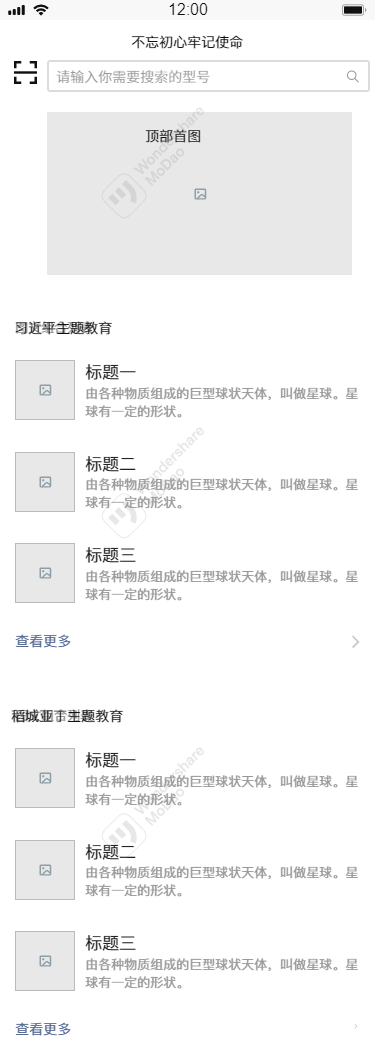 12:00
不忘初心牢记使命
请输入你需要搜索的型号
顶部首图
Wondershare
MoDao
习近平主题教育
标题一
由各种物质组成的巨型球状天体，叫做星球。星
球有一定的形状。
标题二
由各种物质组成的巨型球状天体，叫做星球。星
球有一定的形状。
Wondershare
MoDao
标题三
由各种物质组成的巨型球状天体，叫做星球。星
球有一定的形状。
查看更多
主题教育
标题一
由各种物质组成的巨型球状天体，叫做星球。星
球有一定的形状。
Wondershare
MoDao
标题二
由各种物质组成的巨型球状天体，叫做星球。星
球有一定的形状。
标题三
由各种物质组成的巨型球状天体，叫做星球。星
球有一定的形状。
查看更多